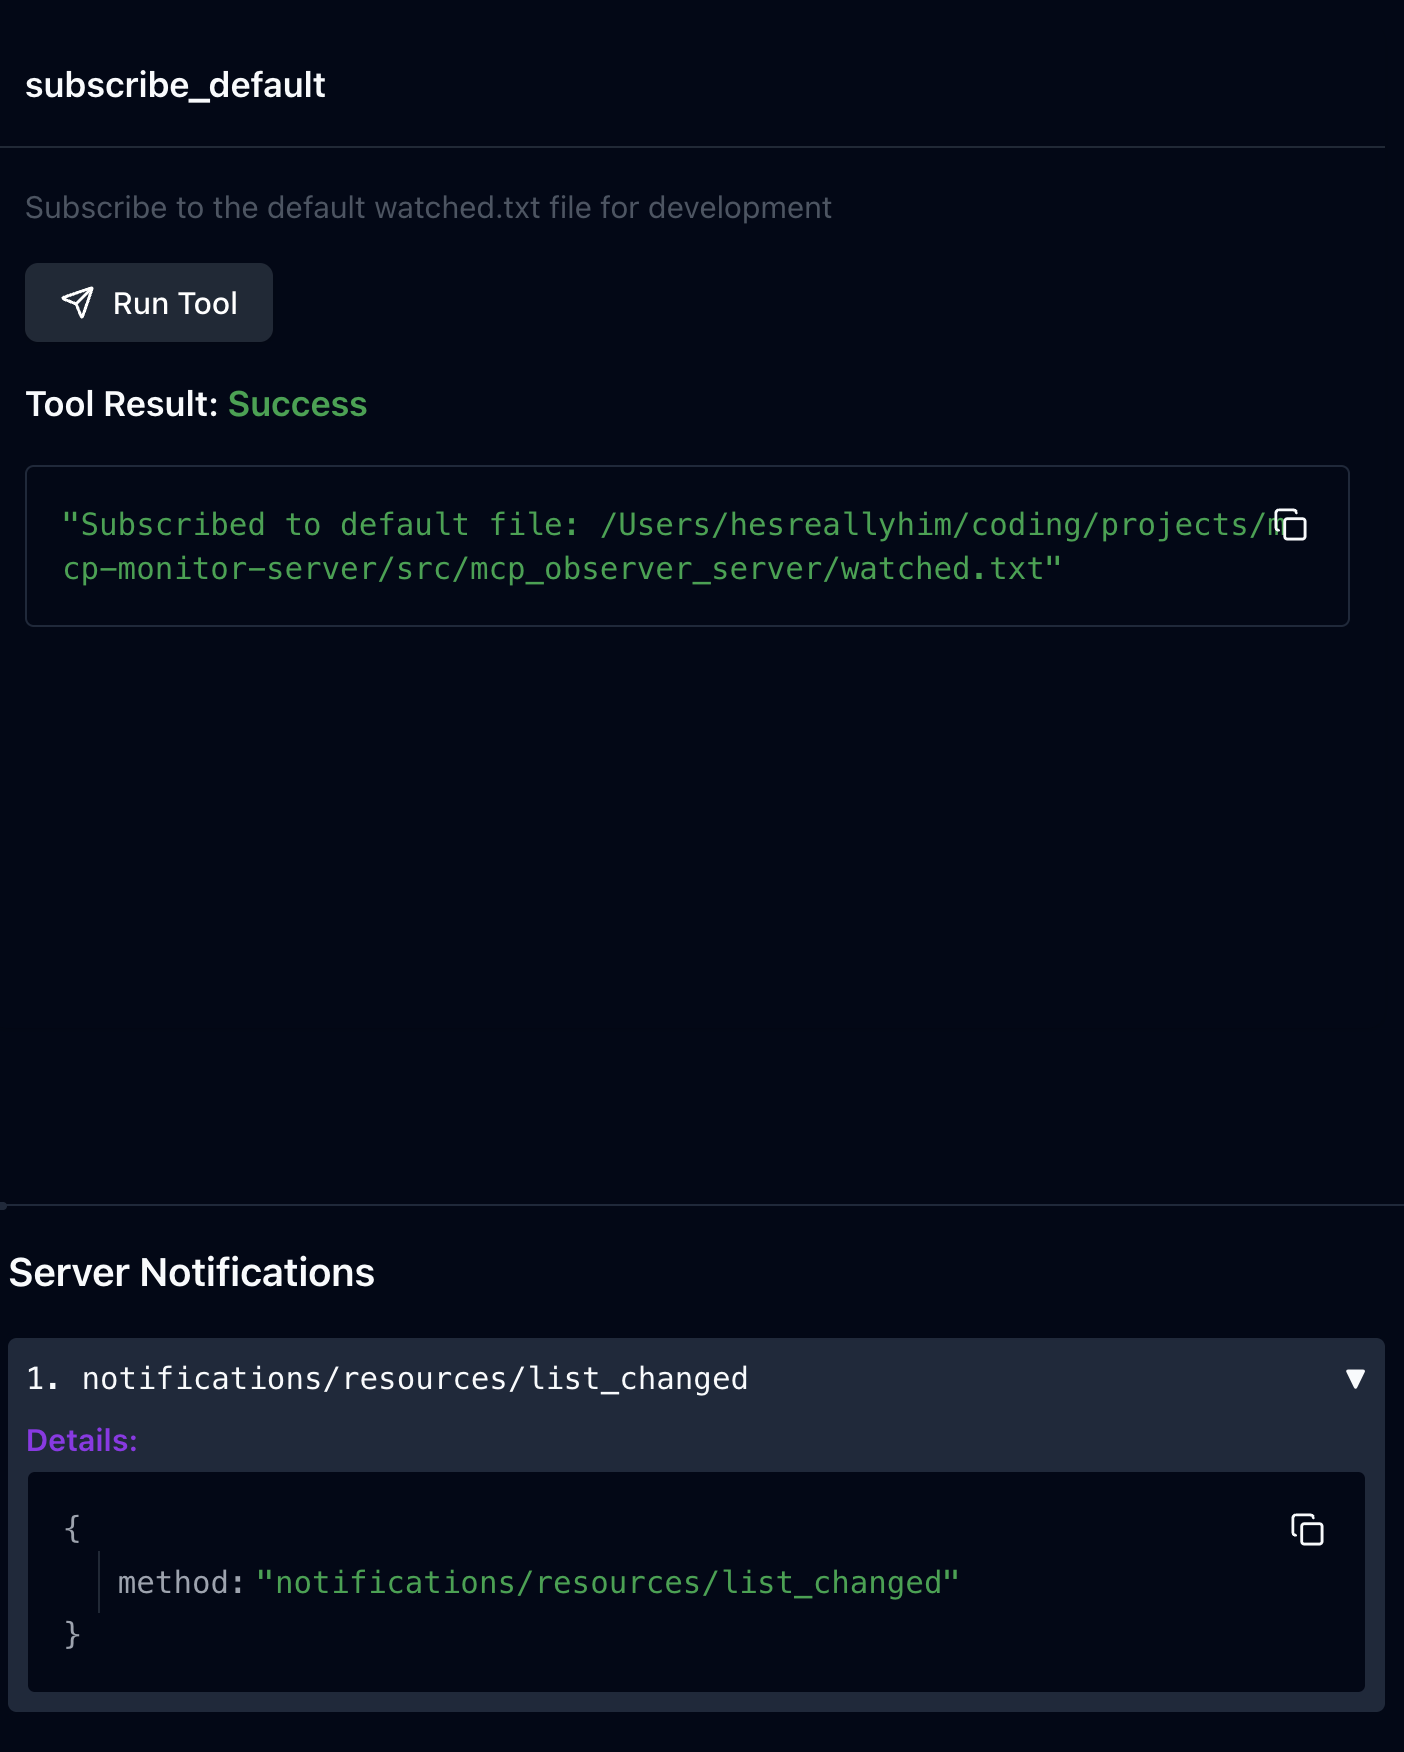 subscribe_default
Subscribe to the default watched.txt file for development
Run Tool
Tool Result: Success
"Subscribed to default file: /Users/hesreallyhim/coding/projects/m
cp-monitor-server/src/mcp_observer_server/watched.txt"
Server Notifications
1. notifications/resources/list_changed ▼
Details:
{
method: "notifications/resources/list_changed"
}